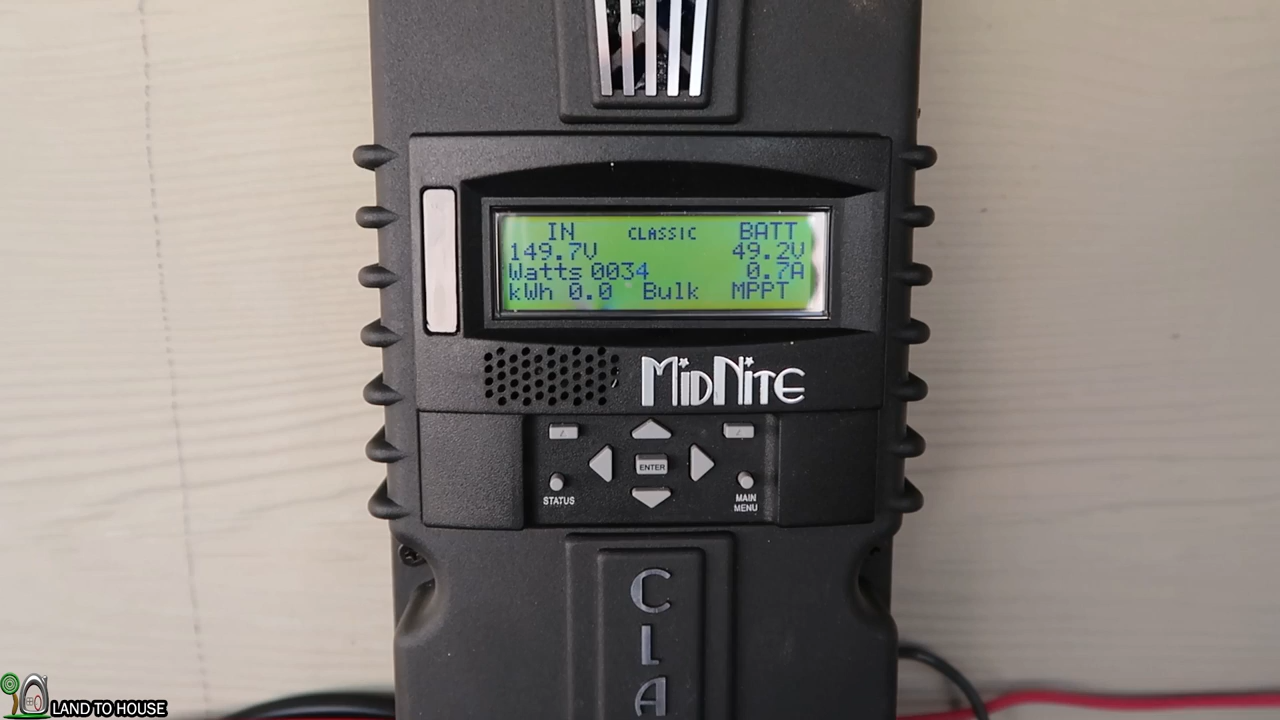 IN CLASSIC BATT
149.7V 49.2V
Watts 0034 0.7A
kWh 0.0 Bulk MPPT
MIDNITE
ENTER
STATUS
MAIN
MENU
C
L
A
LAND TO HOUSE